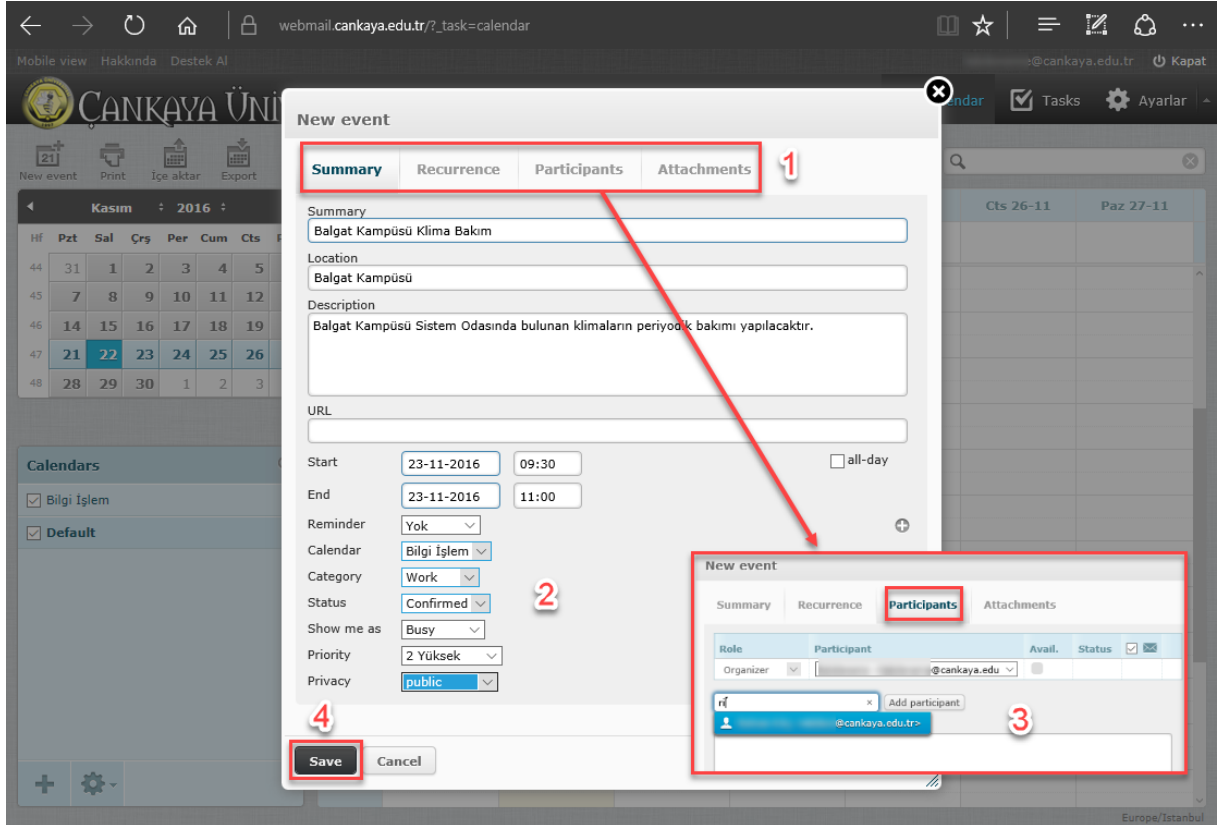 webmail.cankaya.edu.tr/?_task=calendar
Mobile view Hakkında Destek Al
@cankaya.edu.tr Kapat
ÇANKAYA ÜNİ
endar Tasks Ayarlar
New event Print İçe aktar Export
Kasım 2016
Hf Pzt Sal Çrş Per Cum Cts
44 31 1 2 3 4 5
45 7 8 9 10 11 12
46 14 15 16 17 18 19
47 21 22 23 24 25 26
48 28 29 30 1 2 3
Calendars
Bilgi İşlem
Default
Cts 26-11 Paz 27-11
New event
Summary Recurrence Participants Attachments
1
Summary
Balgat Kampüsü Klima Bakım
Location
Balgat Kampüsü
Description
Balgat Kampüsü Sistem Odasında bulunan klimaların periyodik bakımı yapılacaktır.
URL
Start 23-11-2016 09:30 all-day
End 23-11-2016 11:00
Reminder Yok
Calendar Bilgi İşlem
Category Work
Status Confirmed
Show me as Busy
Priority 2 Yüksek
Privacy public
2
4
Save Cancel
New event
Summary Recurrence Participants Attachments
Role Participant Avail. Status
Organizer @cankaya.edu
Add participant
@cankaya.edu.tr>
3
Europe/Istanbul